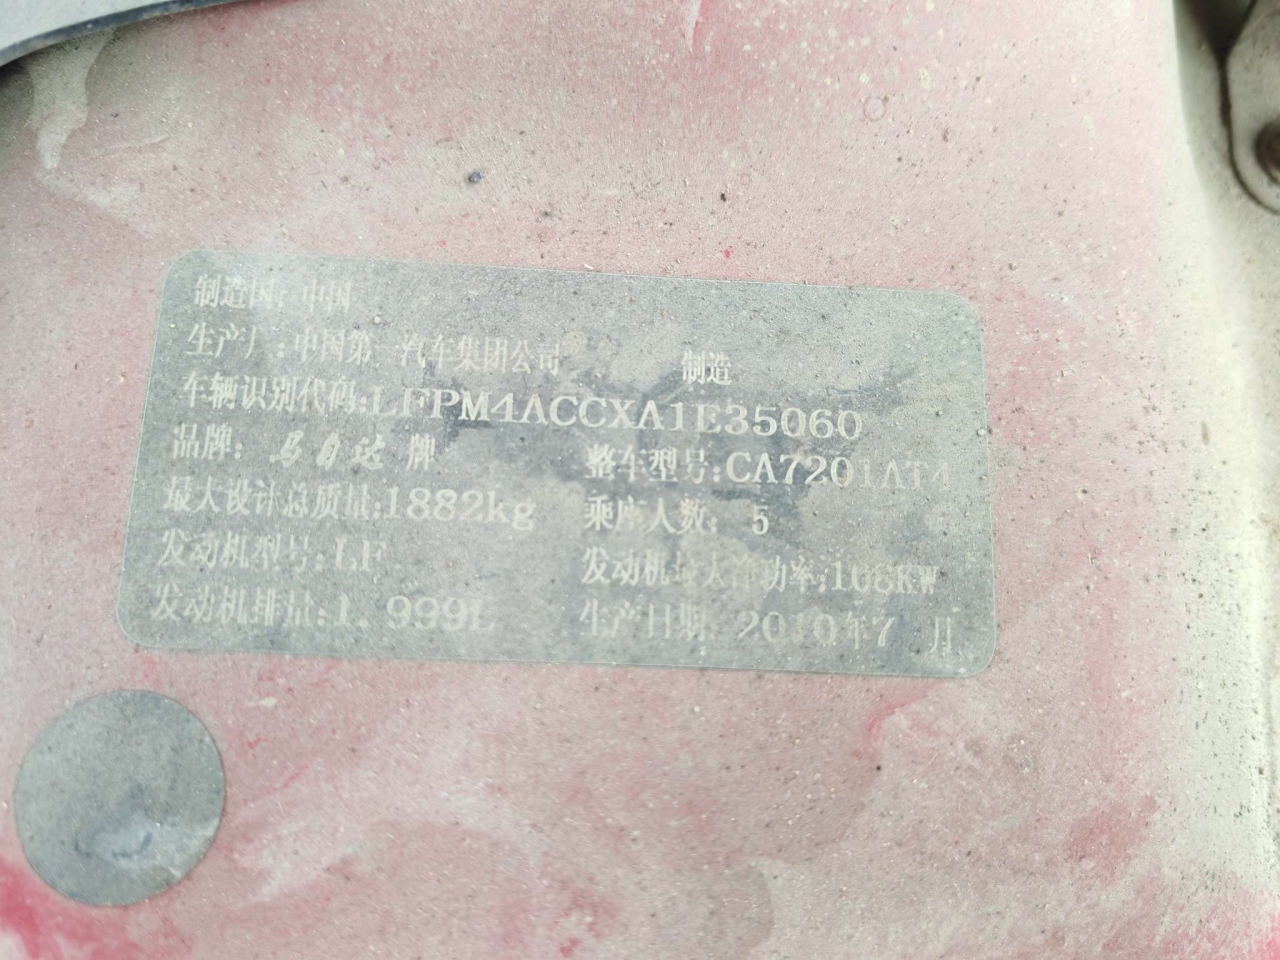 制造国：中国
生产厂：中国第一汽车集团公司 制造
车辆识别代码:LFPM4ACCXA1E35060
品牌：马自达 牌 整车型号:CA7201AT4
最大设计总质量:1882kg 乘座人数：5
发动机型号:LF 发动机最大净功率:108KW
发动机排量:1.999L 生产日期：2010年7 月